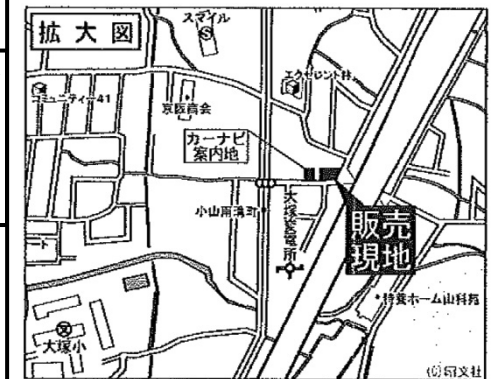 拡大図
スマイル
エクセレント林
コミュニティー41
京医商会
カーナビ
案内地
小山南溝町
大塚変電所
販売
現地
特養ホーム山科苑
大塚小
(C)昭文社